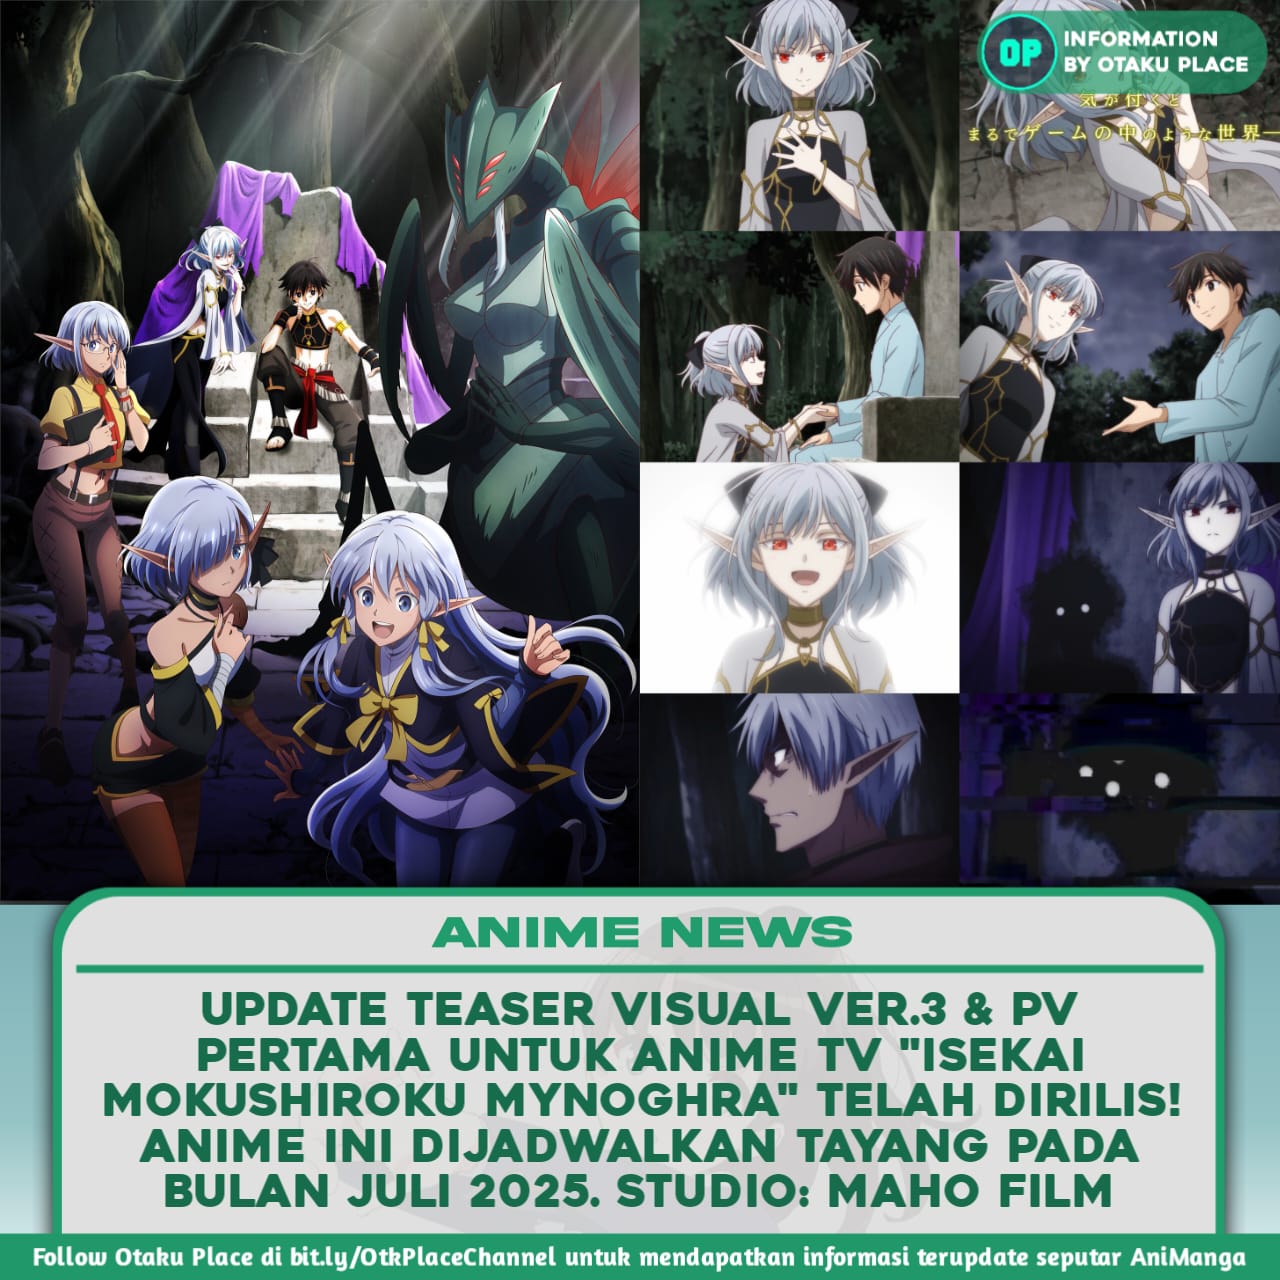 OP
INFORMATION
BY OTAKU PLACE
気が付くと
まるでゲームの中のような世界—
ANIME NEWS
UPDATE TEASER VISUAL VER.3 & PV
PERTAMA UNTUK ANIME TV "ISEKAI
MOKUSHIROKU MYNOGHRA" TELAH DIRILIS!
ANIME INI DIJADWALKAN TAYANG PADA
BULAN JULI 2025. STUDIO: MAHO FILM
Follow Otaku Place di bit.ly/OtkPlaceChannel untuk mendapatkan informasi terupdate seputar AniManga